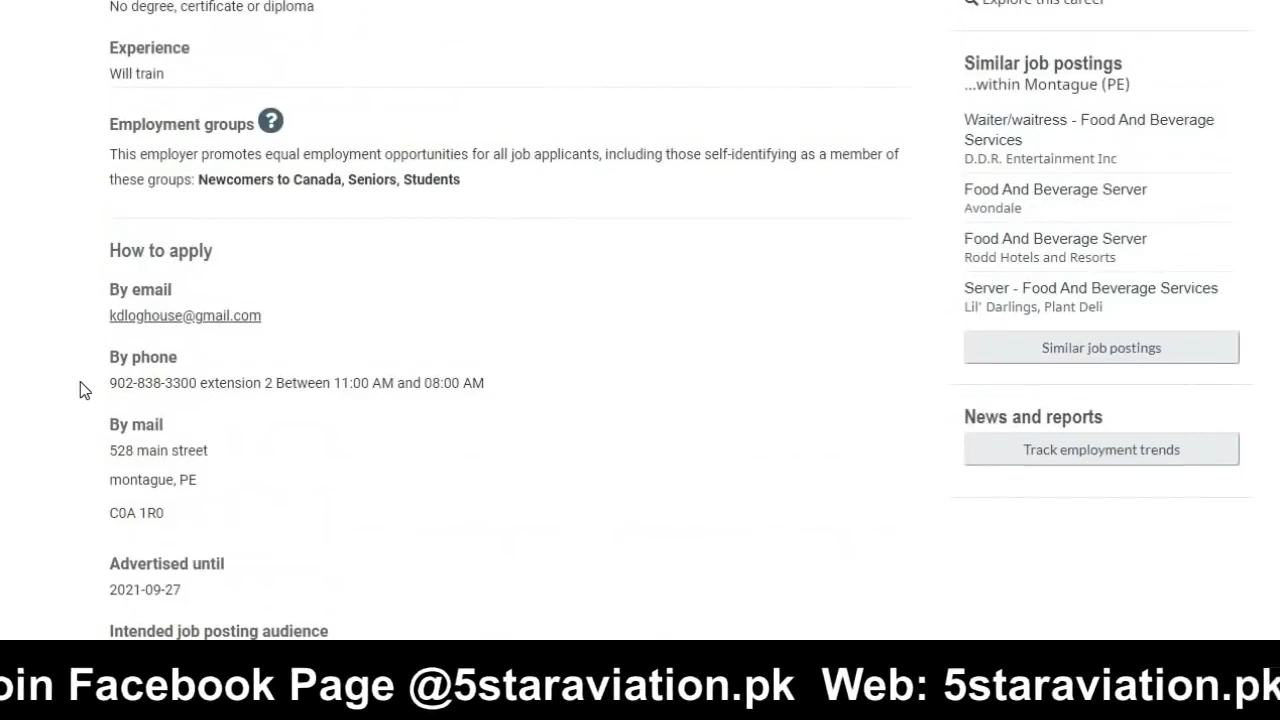 No degree, certificate or diploma
Experience
Will train
Employment groups ?
This employer promotes equal employment opportunities for all job applicants, including those self-identifying as a member of
these groups: Newcomers to Canada, Seniors, Students
How to apply
By email
kdloghouse@gmail.com
By phone
902-838-3300 extension 2 Between 11:00 AM and 08:00 AM
By mail
528 main street
montague, PE
C0A 1R0
Advertised until
2021-09-27
Intended job posting audience
Explore this career
Similar job postings
...within Montague (PE)
Waiter/waitress - Food And Beverage
Services
D.D.R. Entertainment Inc
Food And Beverage Server
Avondale
Food And Beverage Server
Rodd Hotels and Resorts
Server - Food And Beverage Services
Lil' Darlings, Plant Deli
Similar job postings
News and reports
Track employment trends
oin Facebook Page @5staraviation.pk Web: 5staraviation.pk